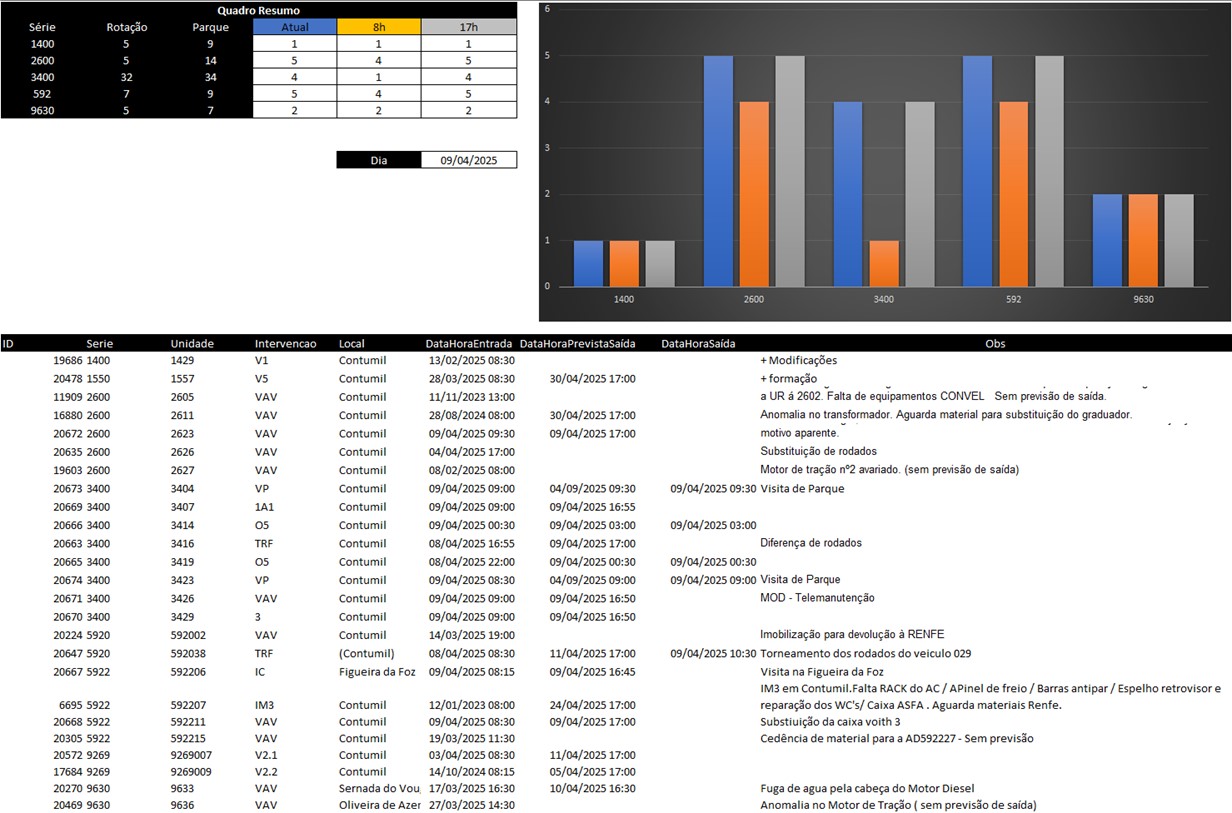 Quadro Resumo
Série Rotação Parque Atual 8h 17h
1400 5 9 1 1 1
2600 5 14 5 4 5
3400 32 34 4 1 4
592 7 9 5 4 5
9630 5 7 2 2 2
Dia 09/04/2025
6
5
4
3
2
1
0
1400 2600 3400 592 9630
ID Serie Unidade Intervencao Local DataHoraEntrada DataHoraPrevistaSaída DataHoraSaída Obs
19686 1400 1429 V1 Contumil 13/02/2025 08:30 + Modificações
20478 1550 1557 V5 Contumil 28/03/2025 08:30 30/04/2025 17:00 + formação
11909 2600 2605 VAV Contumil 11/11/2023 13:00 a UR á 2602. Falta de equipamentos CONVEL Sem previsão de saída.
16880 2600 2611 VAV Contumil 28/08/2024 08:00 30/04/2025 17:00 Anomalia no transformador. Aguarda material para substituição do graduador.
20672 2600 2623 VAV Contumil 09/04/2025 09:30 09/04/2025 17:00 motivo aparente.
20635 2600 2626 VAV Contumil 04/04/2025 17:00 Substituição de rodados
19603 2600 2627 VAV Contumil 08/02/2025 08:00 Motor de tração nº2 avariado. (sem previsão de saída)
20673 3400 3404 VP Contumil 09/04/2025 09:00 04/09/2025 09:30 09/04/2025 09:30 Visita de Parque
20669 3400 3407 1A1 Contumil 09/04/2025 09:00 09/04/2025 16:55
20666 3400 3414 O5 Contumil 09/04/2025 00:30 09/04/2025 03:00 09/04/2025 03:00
20663 3400 3416 TRF Contumil 08/04/2025 16:55 09/04/2025 17:00 Diferença de rodados
20665 3400 3419 O5 Contumil 08/04/2025 22:00 09/04/2025 00:30 09/04/2025 00:30
20674 3400 3423 VP Contumil 09/04/2025 08:30 04/09/2025 09:00 09/04/2025 09:00 Visita de Parque
20671 3400 3426 VAV Contumil 09/04/2025 09:00 09/04/2025 16:50 MOD - Telemanutenção
20670 3400 3429 3 Contumil 09/04/2025 09:00 09/04/2025 16:50
20224 5920 592002 VAV Contumil 14/03/2025 19:00 Imobilização para devolução à RENFE
20647 5920 592038 TRF (Contumil) 08/04/2025 08:30 11/04/2025 17:00 09/04/2025 10:30 Torneamento dos rodados do veiculo 029
20667 5922 592206 IC Figueira da Foz 09/04/2025 08:15 09/04/2025 16:45 Visita na Figueira da Foz
IM3 em Contumil.Falta RACK do AC / APinel de freio / Barras antipar / Espelho retrovisor e
6695 5922 592207 IM3 Contumil 12/01/2023 08:00 24/04/2025 17:00 reparação dos WC's/ Caixa ASFA . Aguarda materiais Renfe.
20668 5922 592211 VAV Contumil 09/04/2025 08:30 09/04/2025 17:00 Substiuição da caixa voith 3
20305 5922 592215 VAV Contumil 19/03/2025 11:30 Cedência de material para a AD592227 - Sem previsão
20572 9269 9269007 V2.1 Contumil 03/04/2025 08:30 11/04/2025 17:00
17684 9269 9269009 V2.2 Contumil 14/10/2024 08:15 05/04/2025 17:00
20270 9630 9633 VAV Sernada do Vou 17/03/2025 16:30 10/04/2025 16:30 Fuga de agua pela cabeça do Motor Diesel
20469 9630 9636 VAV Oliveira de Azer 27/03/2025 14:30 Anomalia no Motor de Tração ( sem previsão de saída)